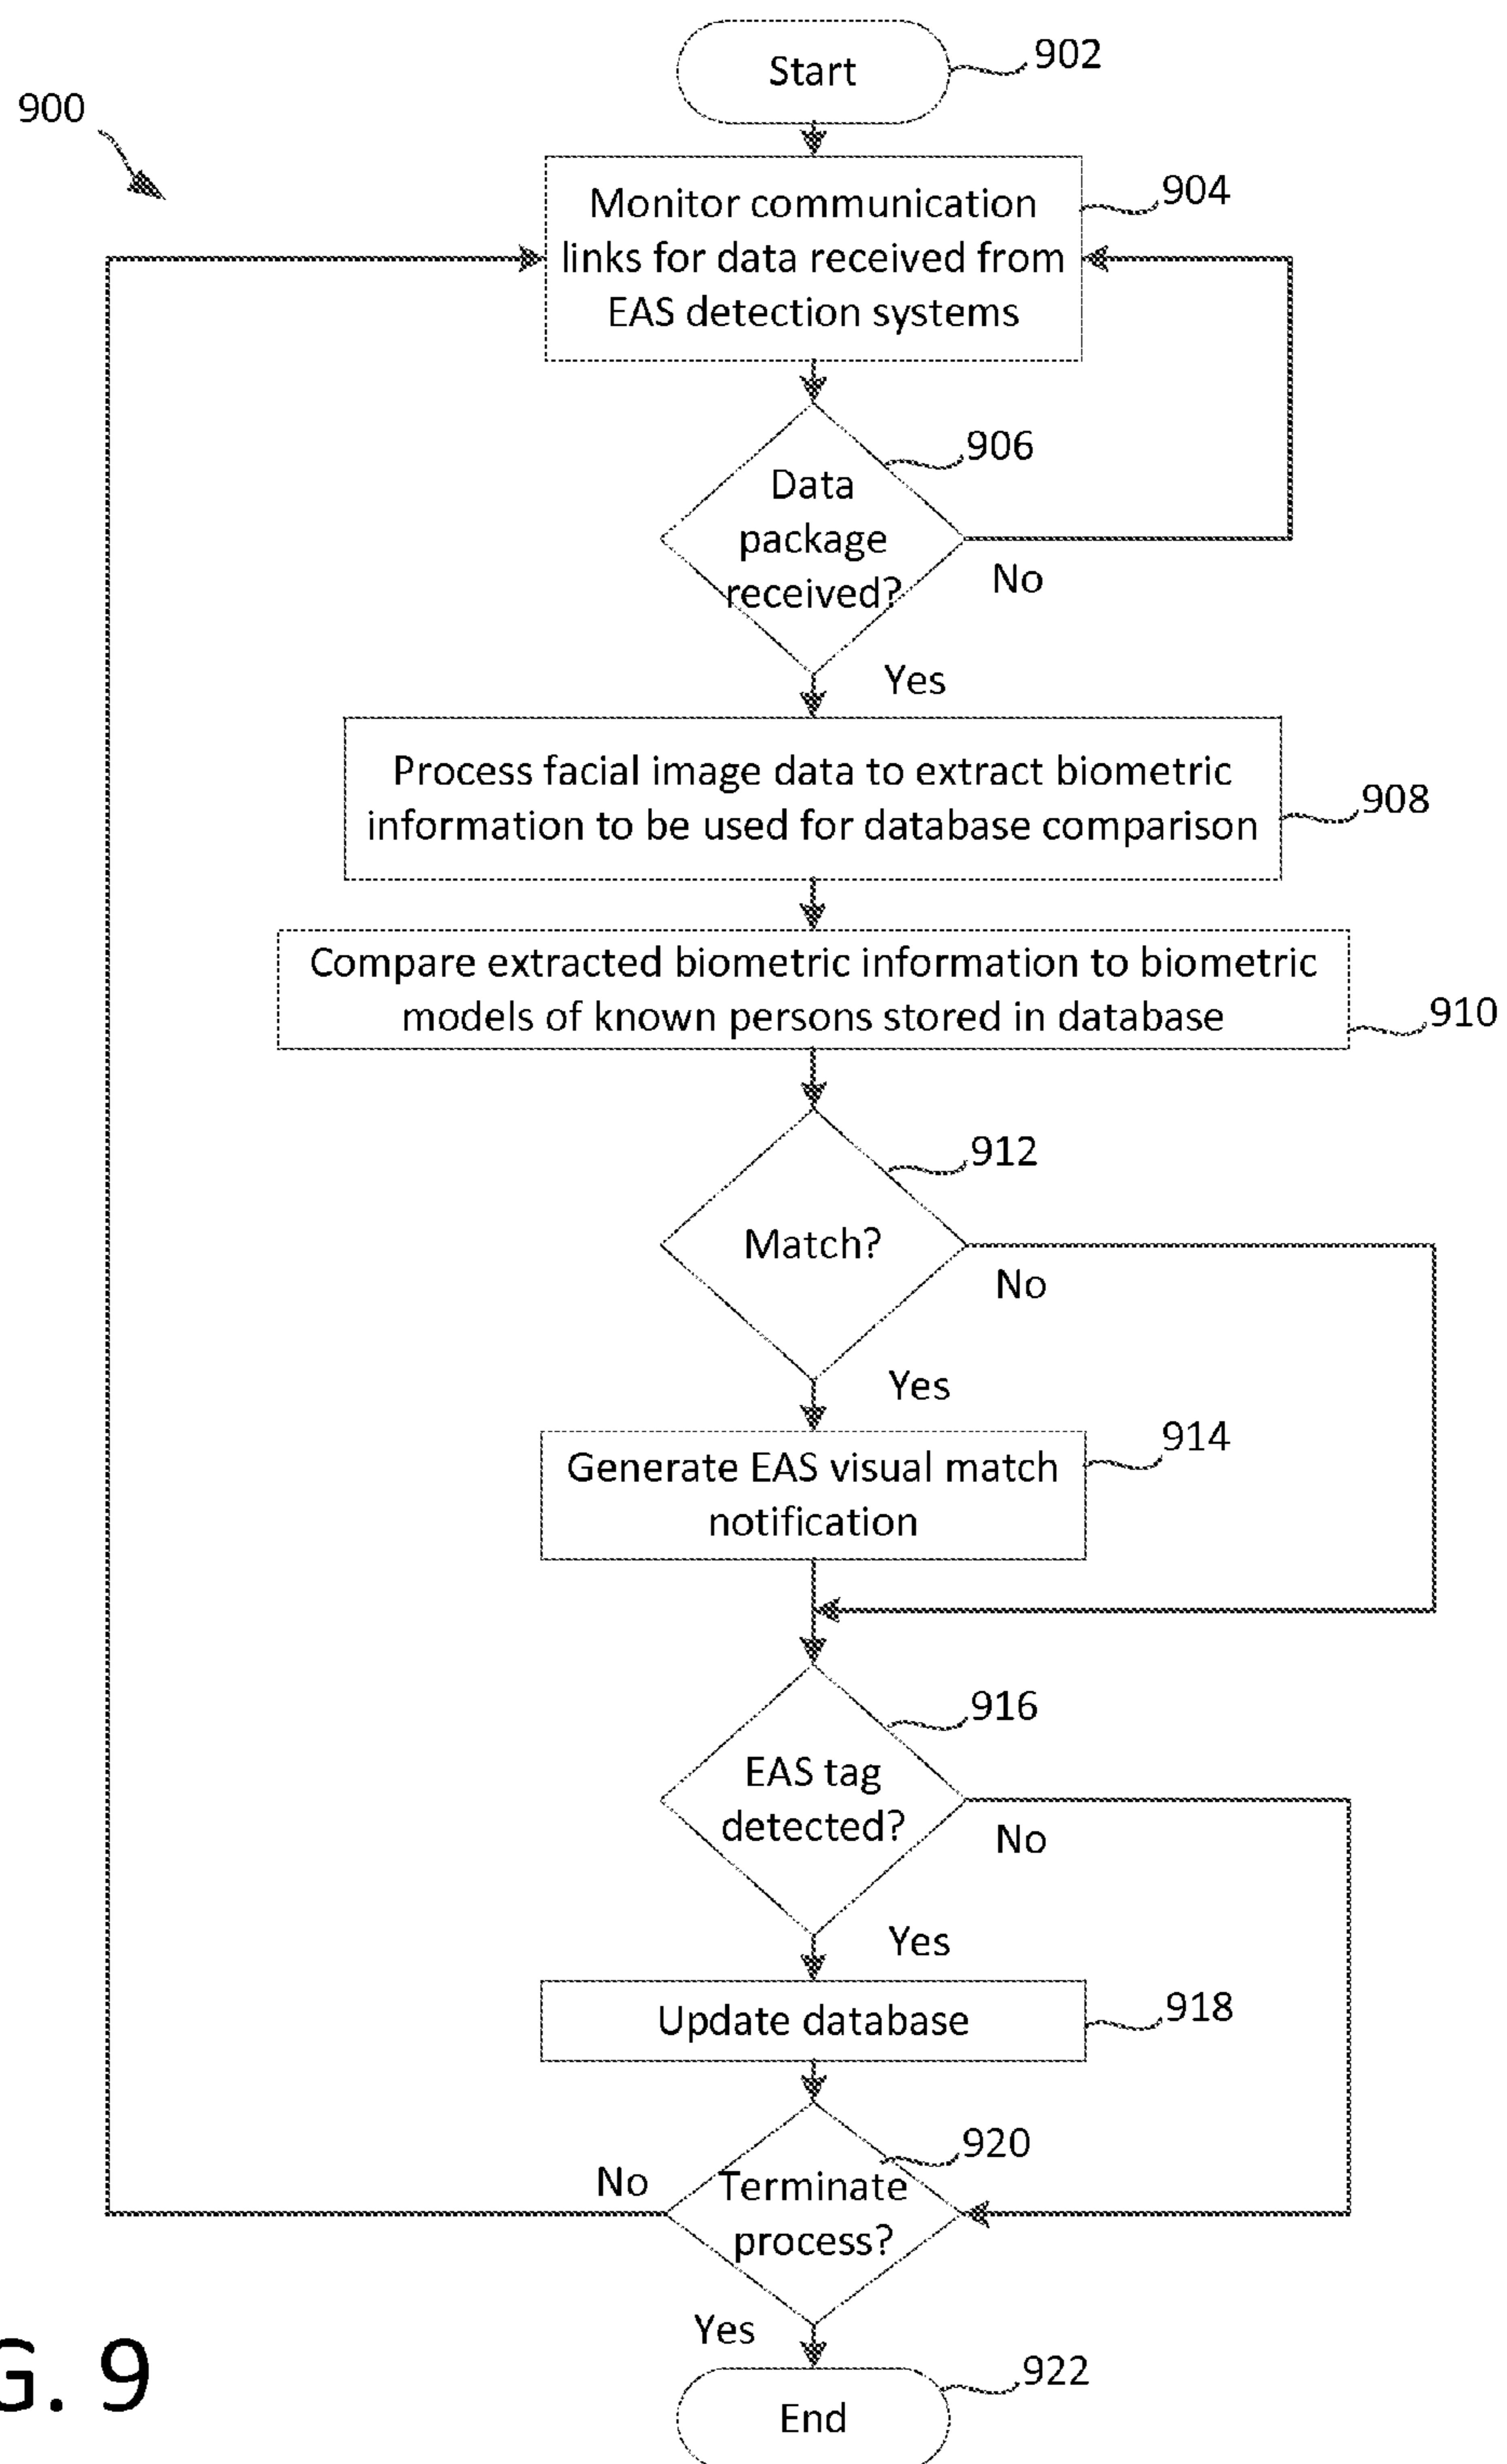 Start
902
900
Monitor communication
links for data received from
EAS detection systems
904
906
Data
package
received?
No
Yes
Process facial image data to extract biometric
information to be used for database comparison
908
Compare extracted biometric information to biometric
models of known persons stored in database
910
912
Match?
No
Yes
Generate EAS visual match
notification
914
916
EAS tag
detected?
No
Yes
Update database
918
920
No
Terminate
process?
Yes
End
922
G. 9